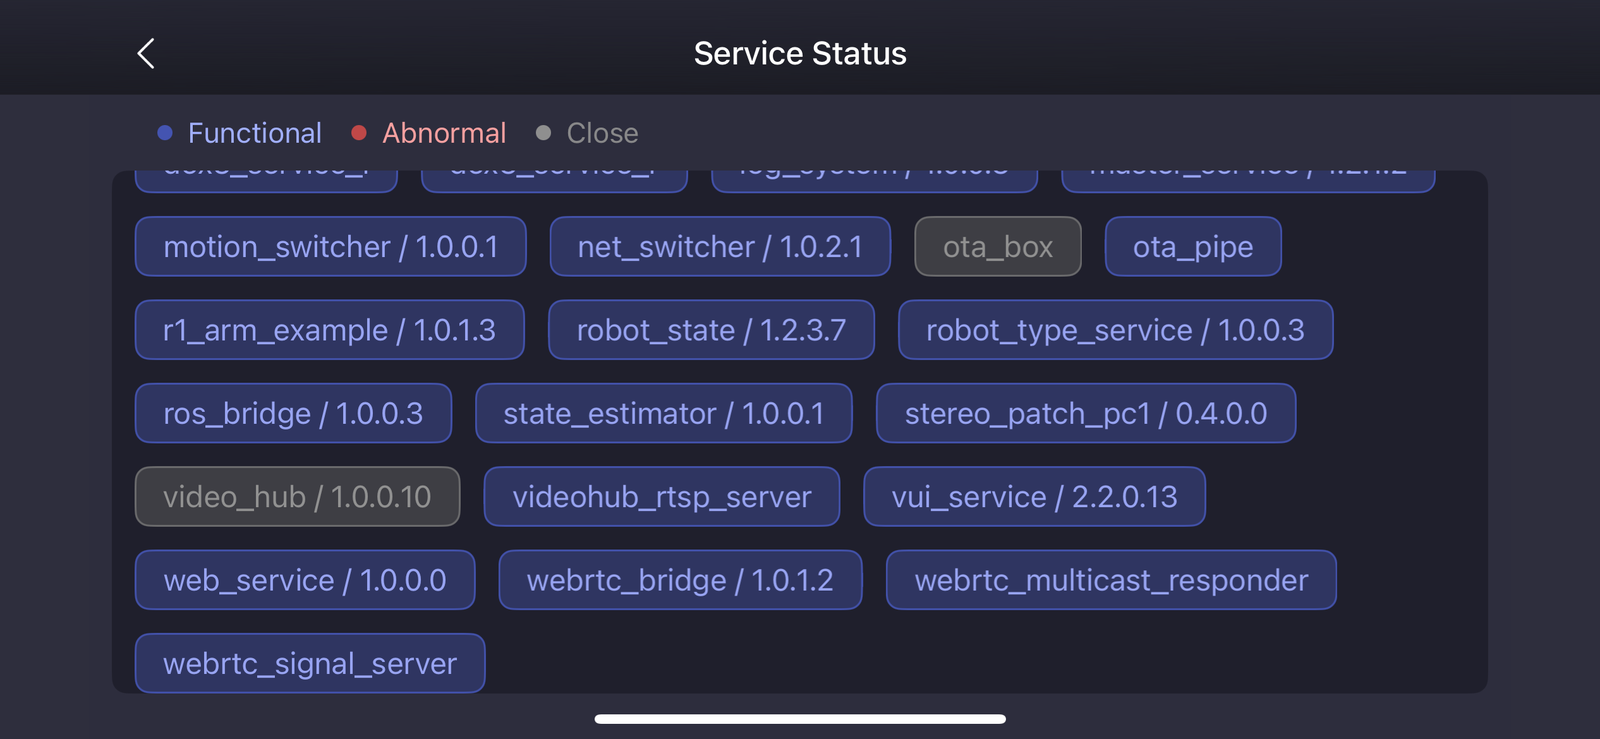 Service Status
Functional Abnormal Close
motion_switcher / 1.0.0.1 net_switcher / 1.0.2.1 ota_box ota_pipe
r1_arm_example / 1.0.1.3 robot_state / 1.2.3.7 robot_type_service / 1.0.0.3
ros_bridge / 1.0.0.3 state_estimator / 1.0.0.1 stereo_patch_pc1 / 0.4.0.0
video_hub / 1.0.0.10 videohub_rtsp_server vui_service / 2.2.0.13
web_service / 1.0.0.0 webrtc_bridge / 1.0.1.2 webrtc_multicast_responder
webrtc_signal_server